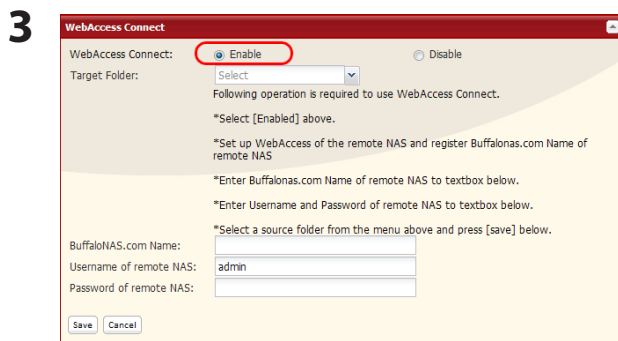 3
WebAccess Connect
WebAccess Connect: Enable Disable
Target Folder: Select
Following operation is required to use WebAccess Connect.
*Select [Enabled] above.
*Set up WebAccess of the remote NAS and register Buffalonas.com Name of
remote NAS
*Enter Buffalonas.com Name of remote NAS to textbox below.
*Enter Username and Password of remote NAS to textbox below.
*Select a source folder from the menu above and press [save] below.
BuffaloNAS.com Name:
Username of remote NAS: admin
Password of remote NAS:
Save Cancel